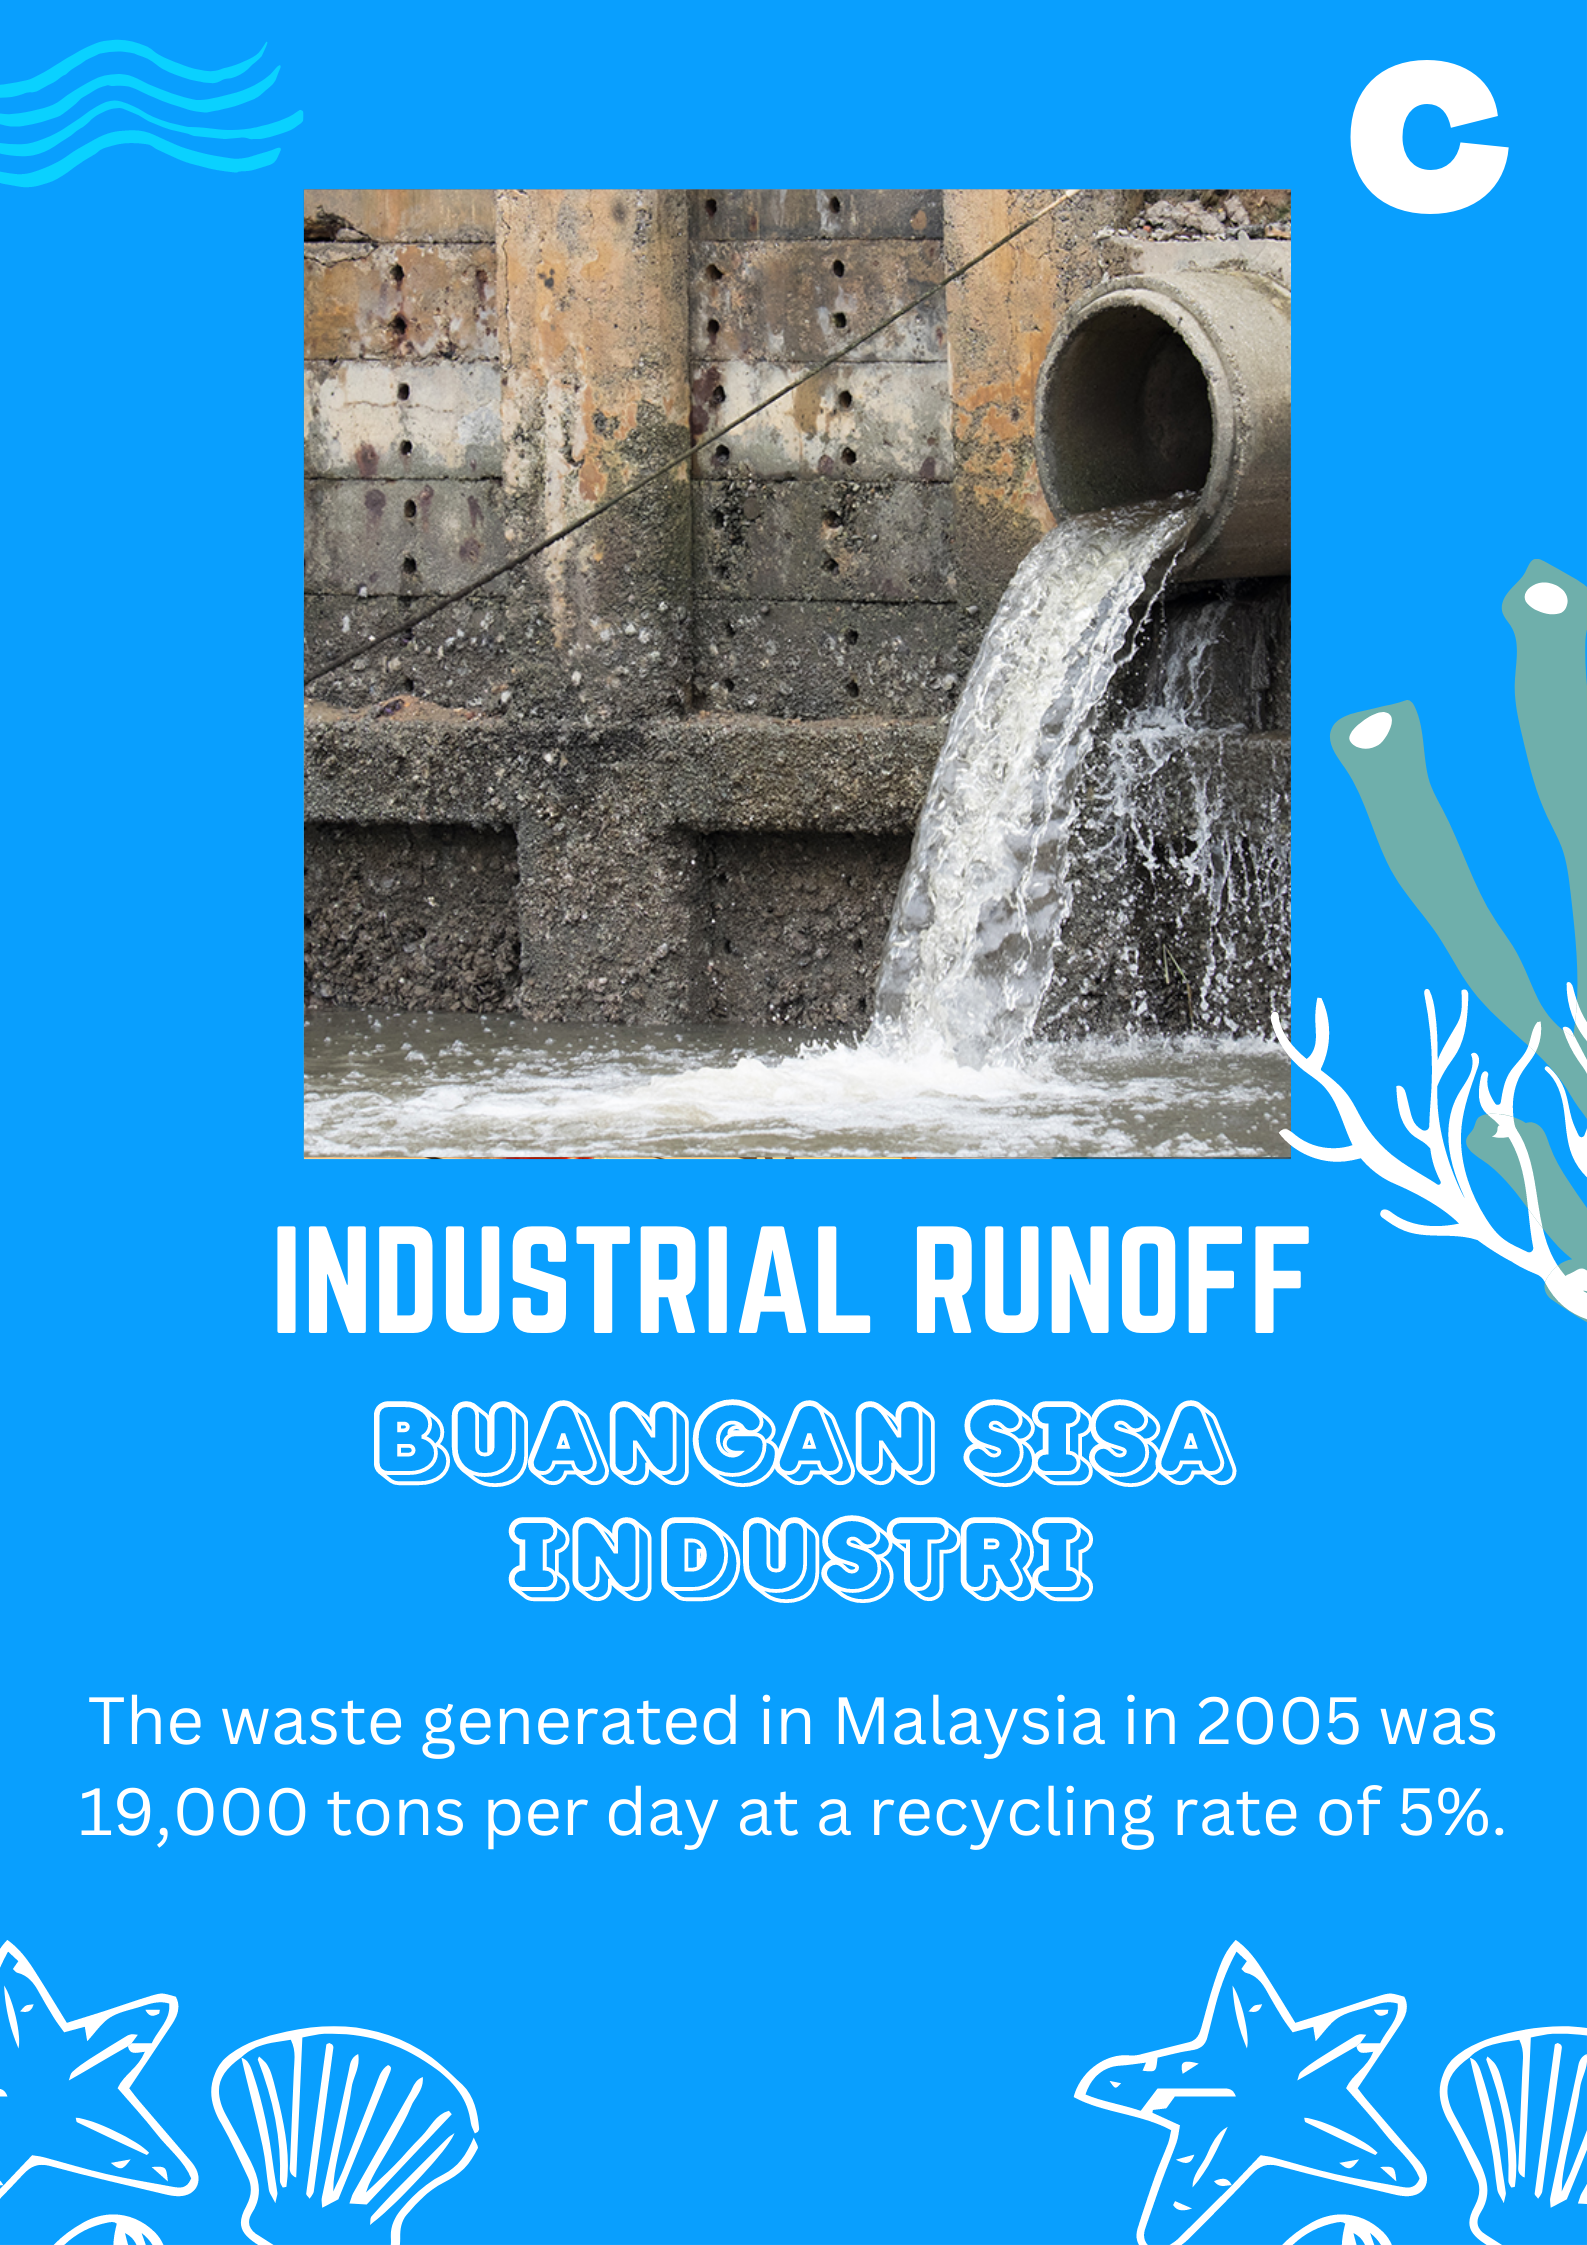 C
INDUSTRIAL RUNOFF
BUANGAN SISA
INDUSTRI
The waste generated in Malaysia in 2005 was
19,000 tons per day at a recycling rate of 5%.